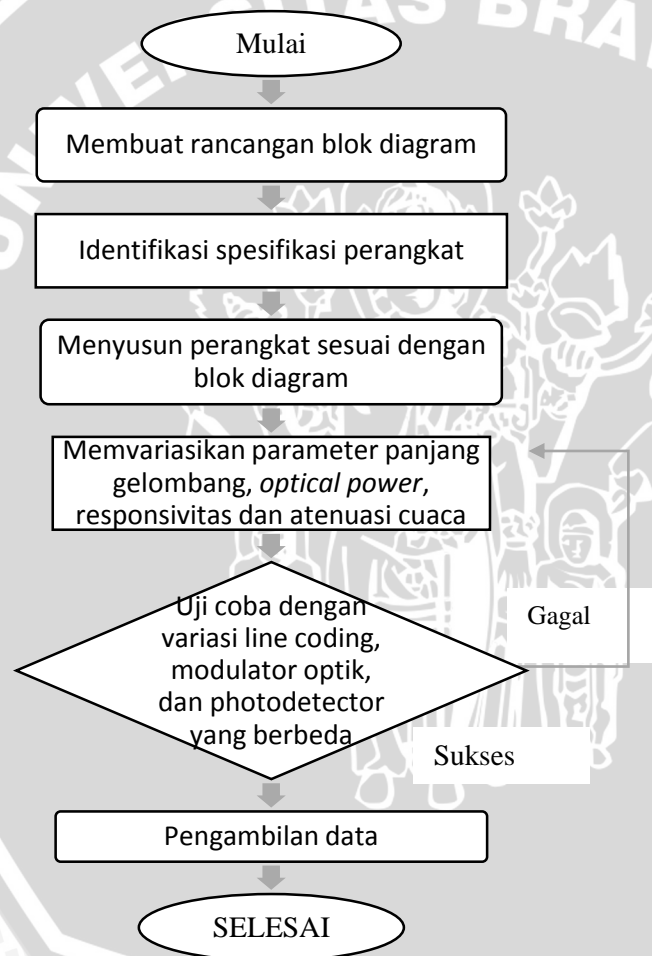 UNIVERSITAS BRA
Mulai
Membuat rancangan blok diagram
Identifikasi spesifikasi perangkat
Menyusun perangkat sesuai dengan
blok diagram
Memvariasikan parameter panjang
gelombang, optical power,
responsivitas dan atenuasi cuaca
Uji coba dengan
variasi line coding,
modulator optik,
dan photodetector
yang berbeda
Gagal
Sukses
Pengambilan data
SELESAI